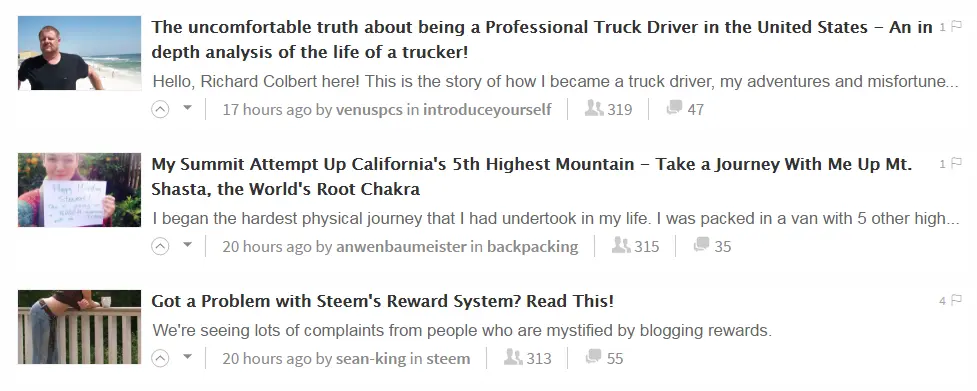 The uncomfortable truth about being a Professional Truck Driver in the United States – An in 1
depth analysis of the life of a trucker!
Hello, Richard Colbert here! This is the story of how I became a truck driver, my adventures and misfortune...
17 hours ago by venuspcs in introduceyourself 319 47
My Summit Attempt Up California's 5th Highest Mountain – Take a Journey With Me Up Mt. 1
Shasta, the World's Root Chakra
I began the hardest physical journey that I had undertook in my life. I was packed in a van with 5 other high...
20 hours ago by anwenbaumeister in backpacking 315 35
Got a Problem with Steem's Reward System? Read This! 4
We're seeing lots of complaints from people who are mystified by blogging rewards.
20 hours ago by sean-king in steem 313 55